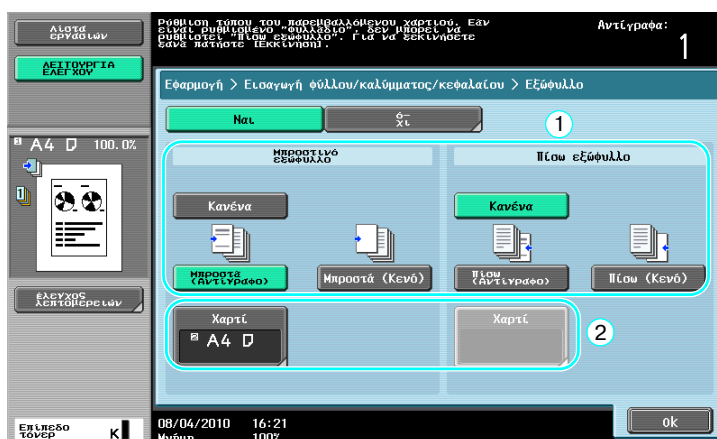 Λίστα
εργασιών
ΛΕΙΤΟΥΡΓΙΑ
ΕΛΕΓΧΟΥ
A4 100.0%
1
έλεγχος
λεπτομερειών
Επίπεδο
τόνερ K
Ρύθμιση τύπου του παρεμβαλλόμενου χαρτιού. Εάν
είναι ρυθμισμένο "Φυλλάδιο", δεν μπορεί να
ρυθμιστεί "Πίσω εξώφυλλο". Για να ξεκινήσετε
ξανά πατήστε [Εκκίνηση].
Αντίγραφα:
1
Εφαρμογή > Εισαγωγή φύλλου/καλύμματος/κεφαλαίου > Εξώφυλλο
Ναι
ό-
χι
1
Μπροστινό
εξώφυλλο
Πίσω εξώφυλλο
Κανένα
Κανένα
Μπροστά
(Αντίγραφο)
Μπροστά (Κενό)
Πίσω
(Αντίγραφο)
Πίσω (Κενό)
Χαρτί
A4
Χαρτί
2
08/04/2010 16:21
Μνήμη 100%
ok